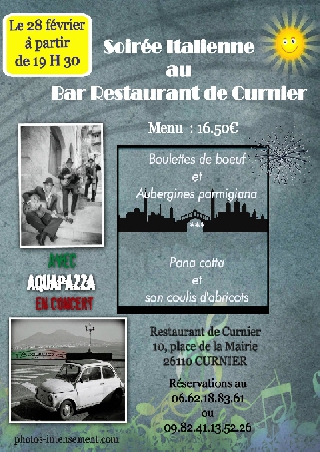 Le 28 février
à partir
de 19 H 30
Soirée Italienne
au
Bar Restaurant de Curnier
Menu : 16.50€
Boulettes de boeuf
et
Aubergines parmigiana
***
Pana cotta
et
son coulis d'abricots
AVEC
AQUAPAZZA
EN CONCERT
Restaurant de Curnier
10, place de la Mairie
26110 CURNIER
Réservations au
06.62.18.83.61
ou
09.82.41.13.52.26
photos-intensement.com